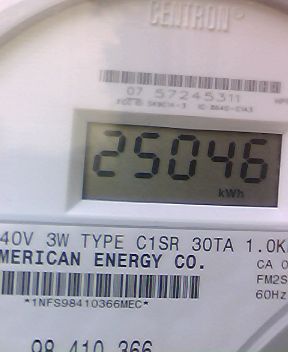 CENTRON®
07 57245311
25046
kWh
40V 3W TYPE C1SR 30TA 1.0K
MERICAN ENERGY CO.
CA 0
FM2S
*1NFS98410366MEC*
60Hz
98 410 366